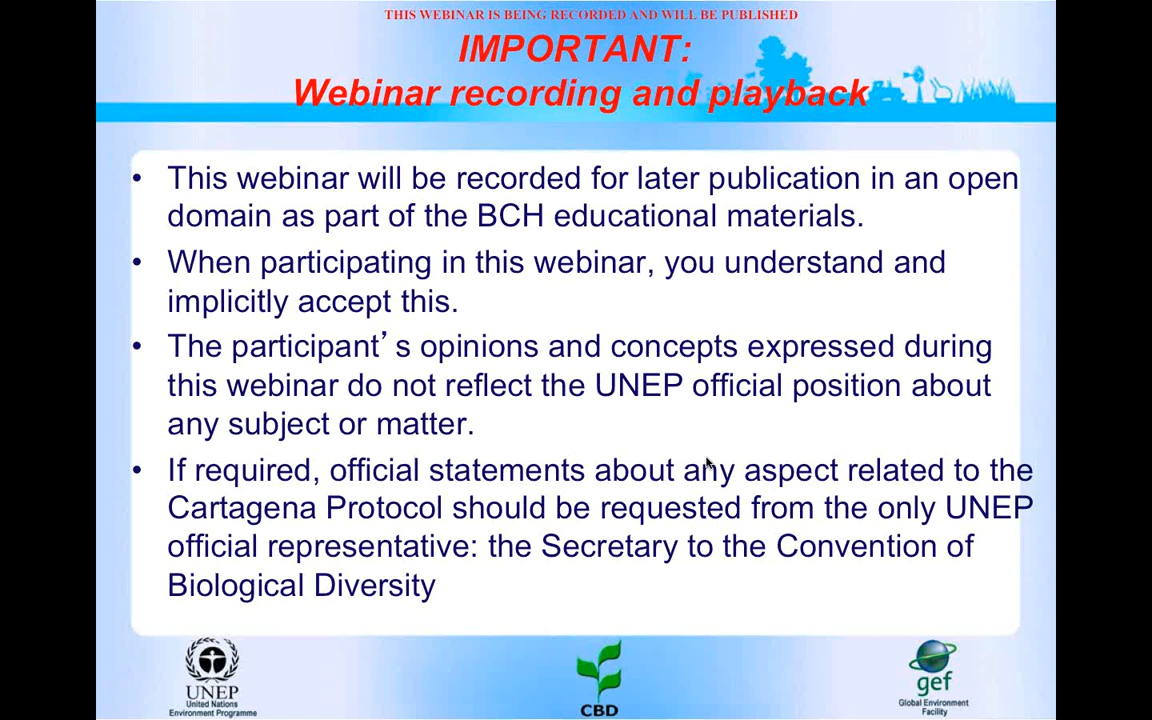 THIS WEBINAR IS BEING RECORDED AND WILL BE PUBLISHED
IMPORTANT:
Webinar recording and playback
• This webinar will be recorded for later publication in an open
domain as part of the BCH educational materials.
• When participating in this webinar, you understand and
implicitly accept this.
• The participant’s opinions and concepts expressed during
this webinar do not reflect the UNEP official position about
any subject or matter.
• If required, official statements about any aspect related to the
Cartagena Protocol should be requested from the only UNEP
official representative: the Secretary to the Convention of
Biological Diversity
UNEP
United Nations
Environment Programme
CBD
gef
Global Environment
Facility